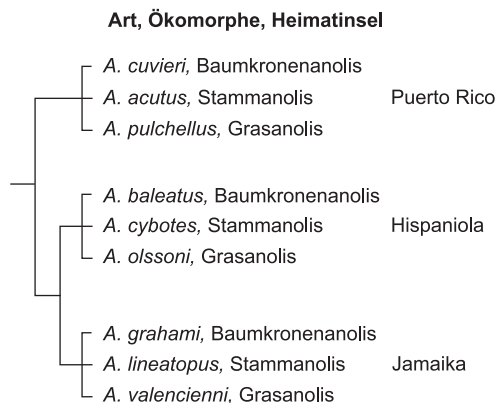 Art, Ökomorphe, Heimatinsel
A. cuvieri, Baumkronenanolis
A. acutus, Stammanolis Puerto Rico
A. pulchellus, Grasanolis
A. baleatus, Baumkronenanolis
A. cybotes, Stammanolis Hispaniola
A. olssoni, Grasanolis
A. grahami, Baumkronenanolis
A. lineatopus, Stammanolis Jamaika
A. valencienni, Grasanolis